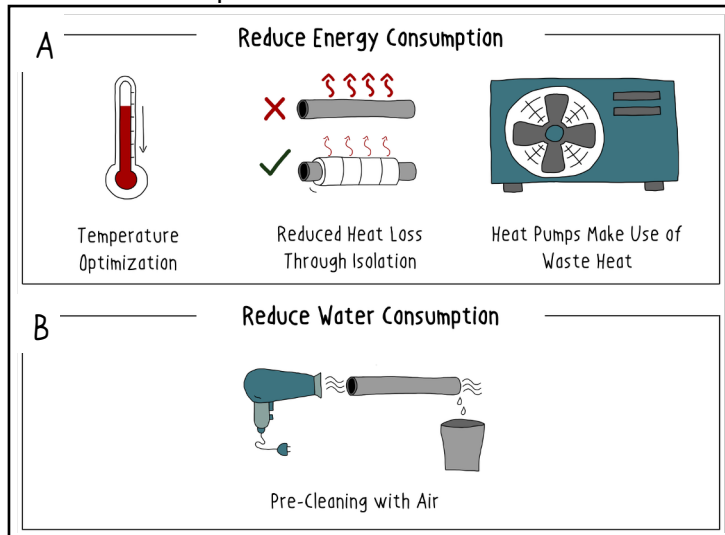 A
Reduce Energy Consumption
Temperature
Optimization
Reduced Heat Loss
Through Isolation
Heat Pumps Make Use of
Waste Heat
B
Reduce Water Consumption
Pre-Cleaning with Air